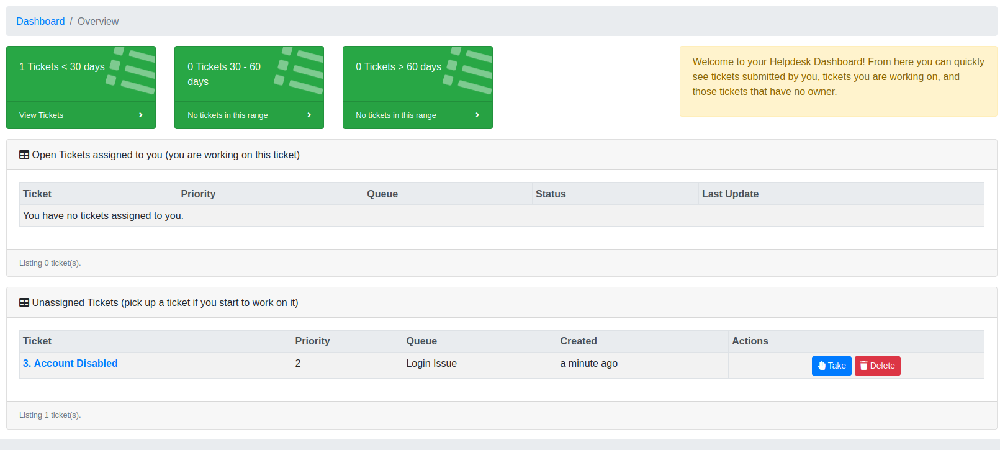 Dashboard / Overview
1 Tickets < 30 days
0 Tickets 30 - 60
days
0 Tickets > 60 days
View Tickets
No tickets in this range
No tickets in this range
Welcome to your Helpdesk Dashboard! From here you can quickly
see tickets submitted by you, tickets you are working on, and
those tickets that have no owner.
Open Tickets assigned to you (you are working on this ticket)
Ticket Priority Queue Status Last Update
You have no tickets assigned to you.
Listing 0 ticket(s).
Unassigned Tickets (pick up a ticket if you start to work on it)
Ticket Priority Queue Created Actions
3. Account Disabled 2 Login Issue a minute ago Take Delete
Listing 1 ticket(s).